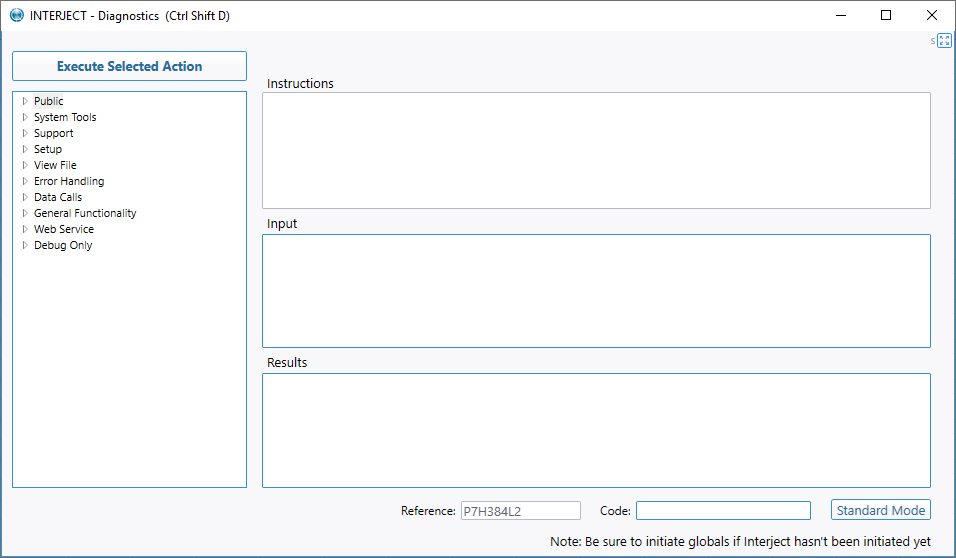 INTERJECT - Diagnostics (Ctrl Shift D)
s
Execute Selected Action
Public
System Tools
Support
Setup
View File
Error Handling
Data Calls
General Functionality
Web Service
Debug Only
Instructions
Input
Results
Reference: P7H384L2 Code: Standard Mode
Note: Be sure to initiate globals if Interject hasn't been initiated yet